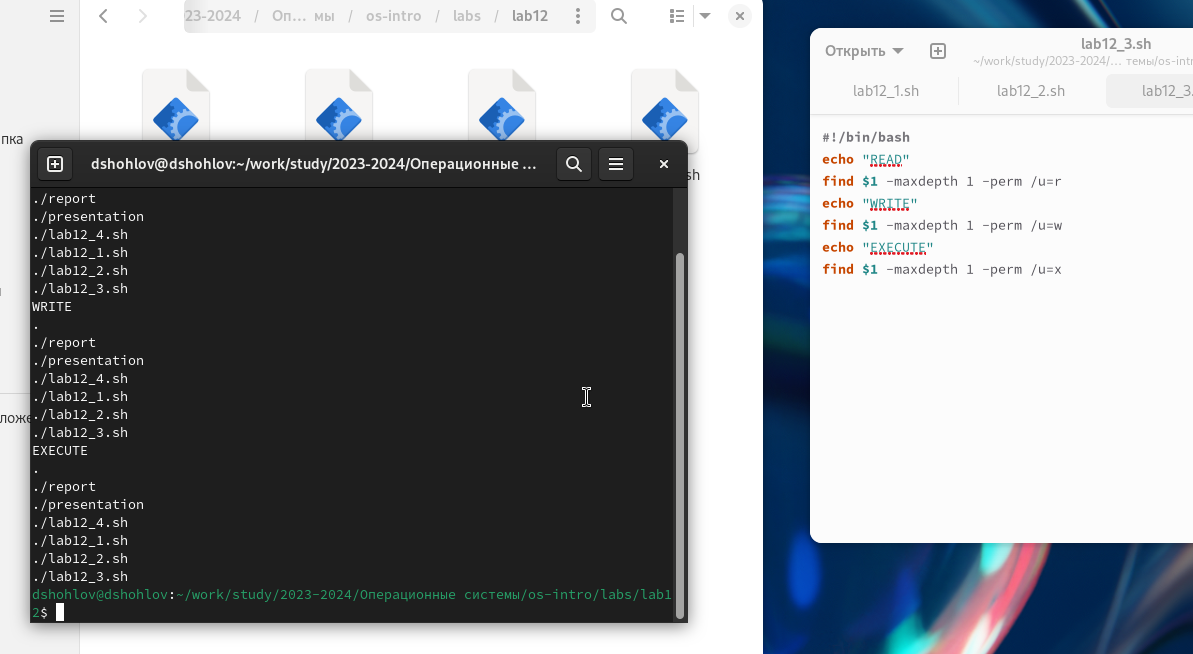 23-2024 / Оп… мы / os-intro / labs / lab12
пка
ложе
sh
dshohlov@dshohlov:~/work/study/2023-2024/Операционные …
./report
./presentation
./lab12_4.sh
./lab12_1.sh
./lab12_2.sh
./lab12_3.sh
WRITE
.
./report
./presentation
./lab12_4.sh
./lab12_1.sh
./lab12_2.sh
./lab12_3.sh
EXECUTE
.
./report
./presentation
./lab12_4.sh
./lab12_1.sh
./lab12_2.sh
./lab12_3.sh
dshohlov@dshohlov:~/work/study/2023-2024/Операционные системы/os-intro/labs/lab1
2$
Открыть
lab12_3.sh
~/work/study/2023-2024/… темы/os-intr
lab12_1.sh
lab12_2.sh
lab12_3.
#!/bin/bash
echo "READ"
find $1 -maxdepth 1 -perm /u=r
echo "WRITE"
find $1 -maxdepth 1 -perm /u=w
echo "EXECUTE"
find $1 -maxdepth 1 -perm /u=x